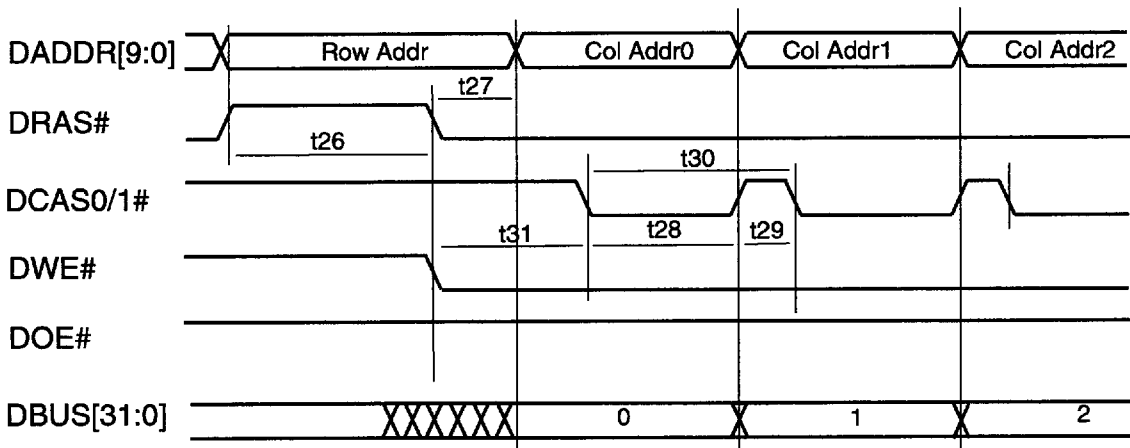 DADDR[9:0] Row Addr Col Addr0 Col Addr1 Col Addr2
t27
DRAS#
t26
t30
DCAS0/1#
t31 t28 t29
DWE#
DOE#
DBUS[31:0] 0 1 2